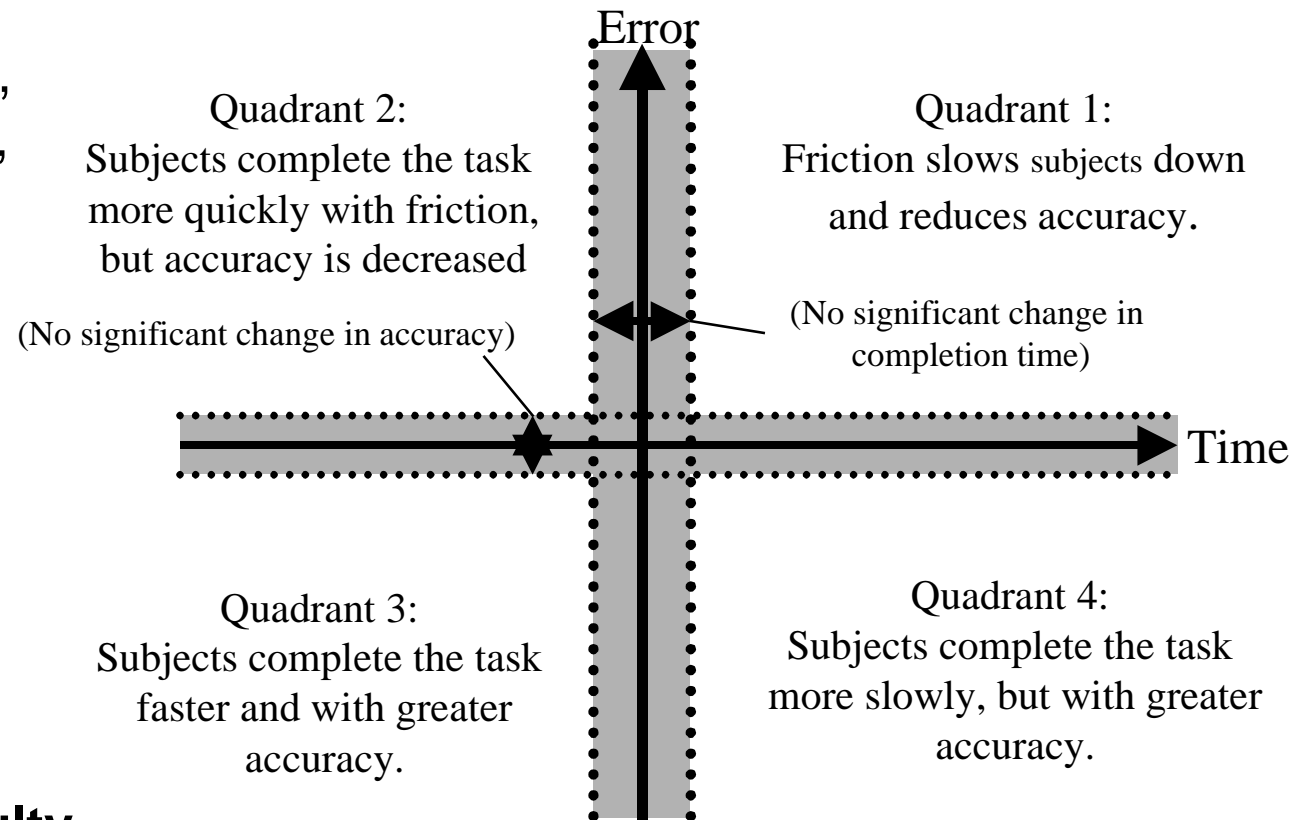 Error
,
,
Quadrant 2:
Subjects complete the task
more quickly with friction,
but accuracy is decreased
Quadrant 1:
Friction slows subjects down
and reduces accuracy.
(No significant change in accuracy)
(No significant change in
completion time)
Time
Quadrant 3:
Subjects complete the task
faster and with greater
accuracy.
Quadrant 4:
Subjects complete the task
more slowly, but with greater
accuracy.